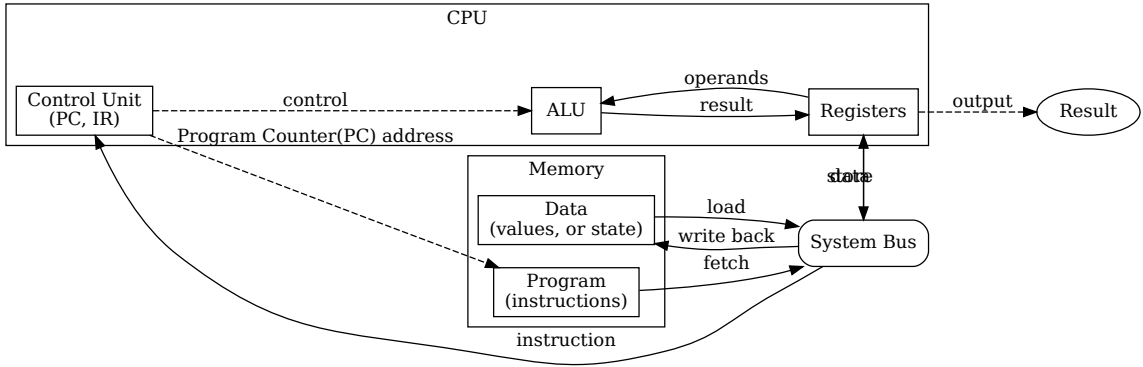 CPU
operands
Control Unit
(PC, IR)
control
ALU
result
Registers
output
Result
Program Counter(PC) address
Memory
Data
(values, or state)
load
System Bus
write back
fetch
Program
(instructions)
instruction